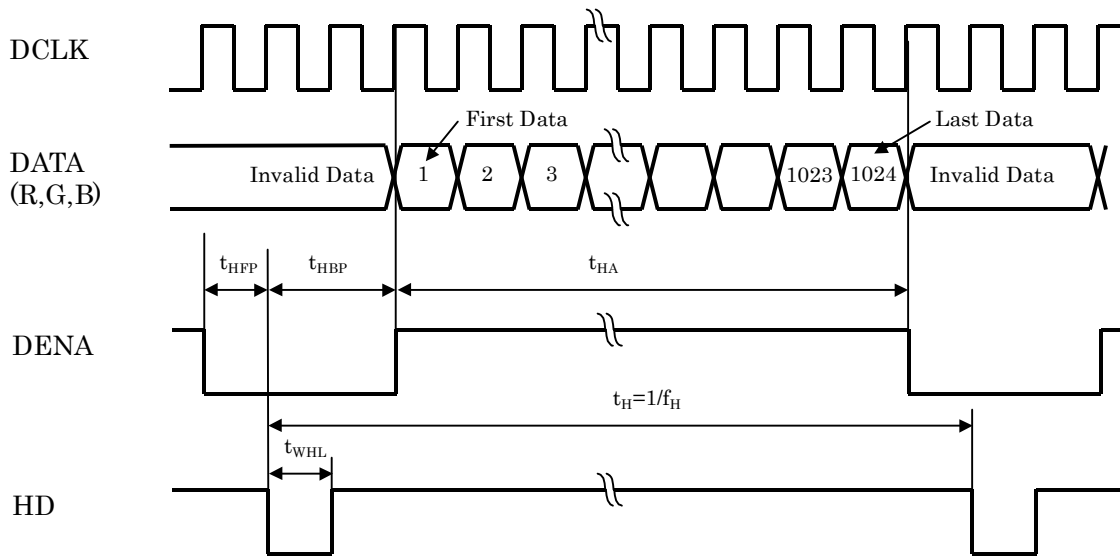 DCLK
First Data
Last Data
DATA
(R,G,B)
Invalid Data 1 2 3 1023 1024 Invalid Data
tHFP tHBP tHA
DENA
tH=1/fH
tWHL
HD